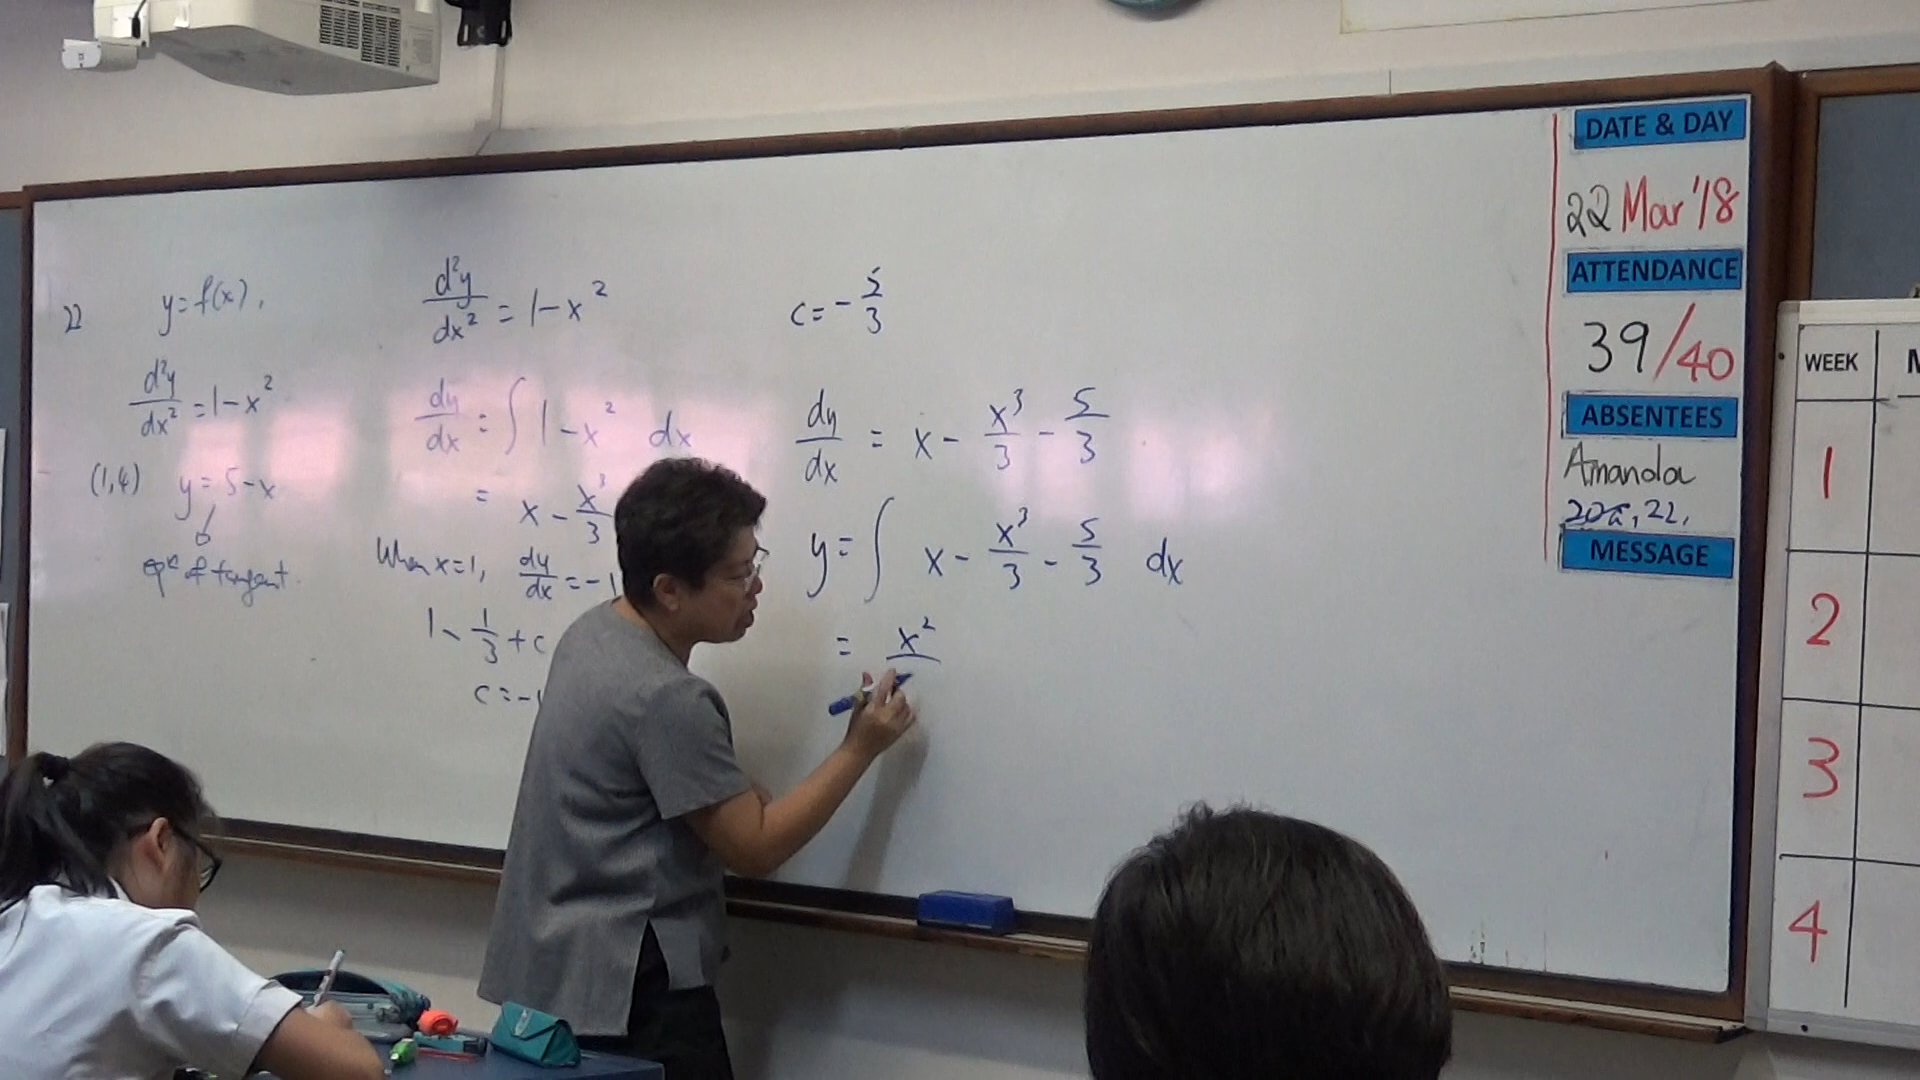 22 y=f(x),
d²y/dx² = 1-x²
(1,4) y = 5-x
eqⁿ of tangent.
d²y/dx² = 1-x²
dy/dx = ∫ 1-x² dx
= x - x³/3
When x=1, dy/dx = -1
1 - 1/3 + c
c = -1
c = - 5/3
dy/dx = x - x³/3 - 5/3
y = ∫ x - x³/3 - 5/3 dx
= x²
DATE & DAY
22 Mar '18
ATTENDANCE
39/40
ABSENTEES
Amanda
22,
MESSAGE
WEEK
1
2
3
4